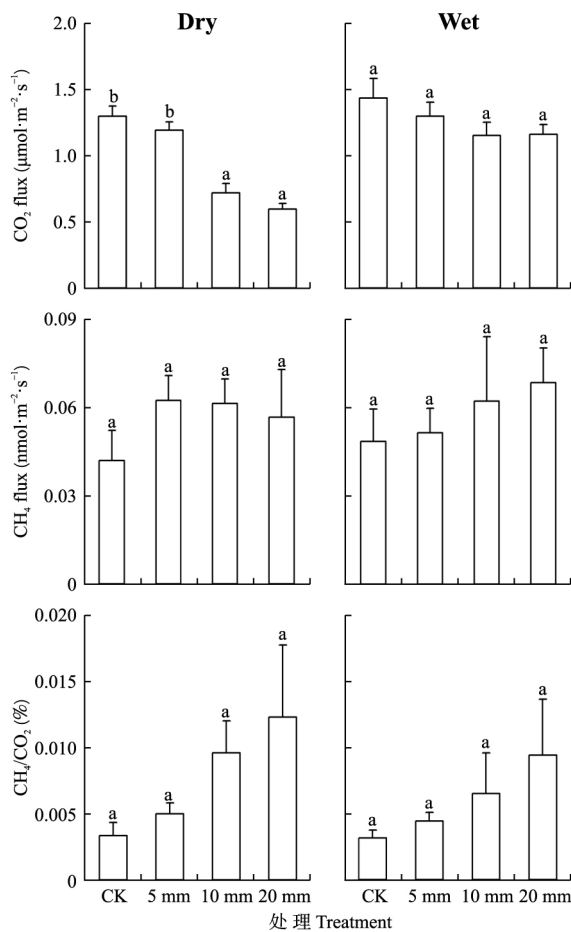 Dry Wet
CO₂ flux (μmol·m⁻²·s⁻¹)
2.0
1.5
1.0
0.5
0
b b a a
a a a a
CH₄ flux (nmol·m⁻²·s⁻¹)
0.09
0.06
0.03
0
a a a a
a a a a
CH₄/CO₂ (%)
0.020
0.015
0.010
0.005
0
a a a a
a a a a
CK 5 mm 10 mm 20 mm CK 5 mm 10 mm 20 mm
处 理 Treatment